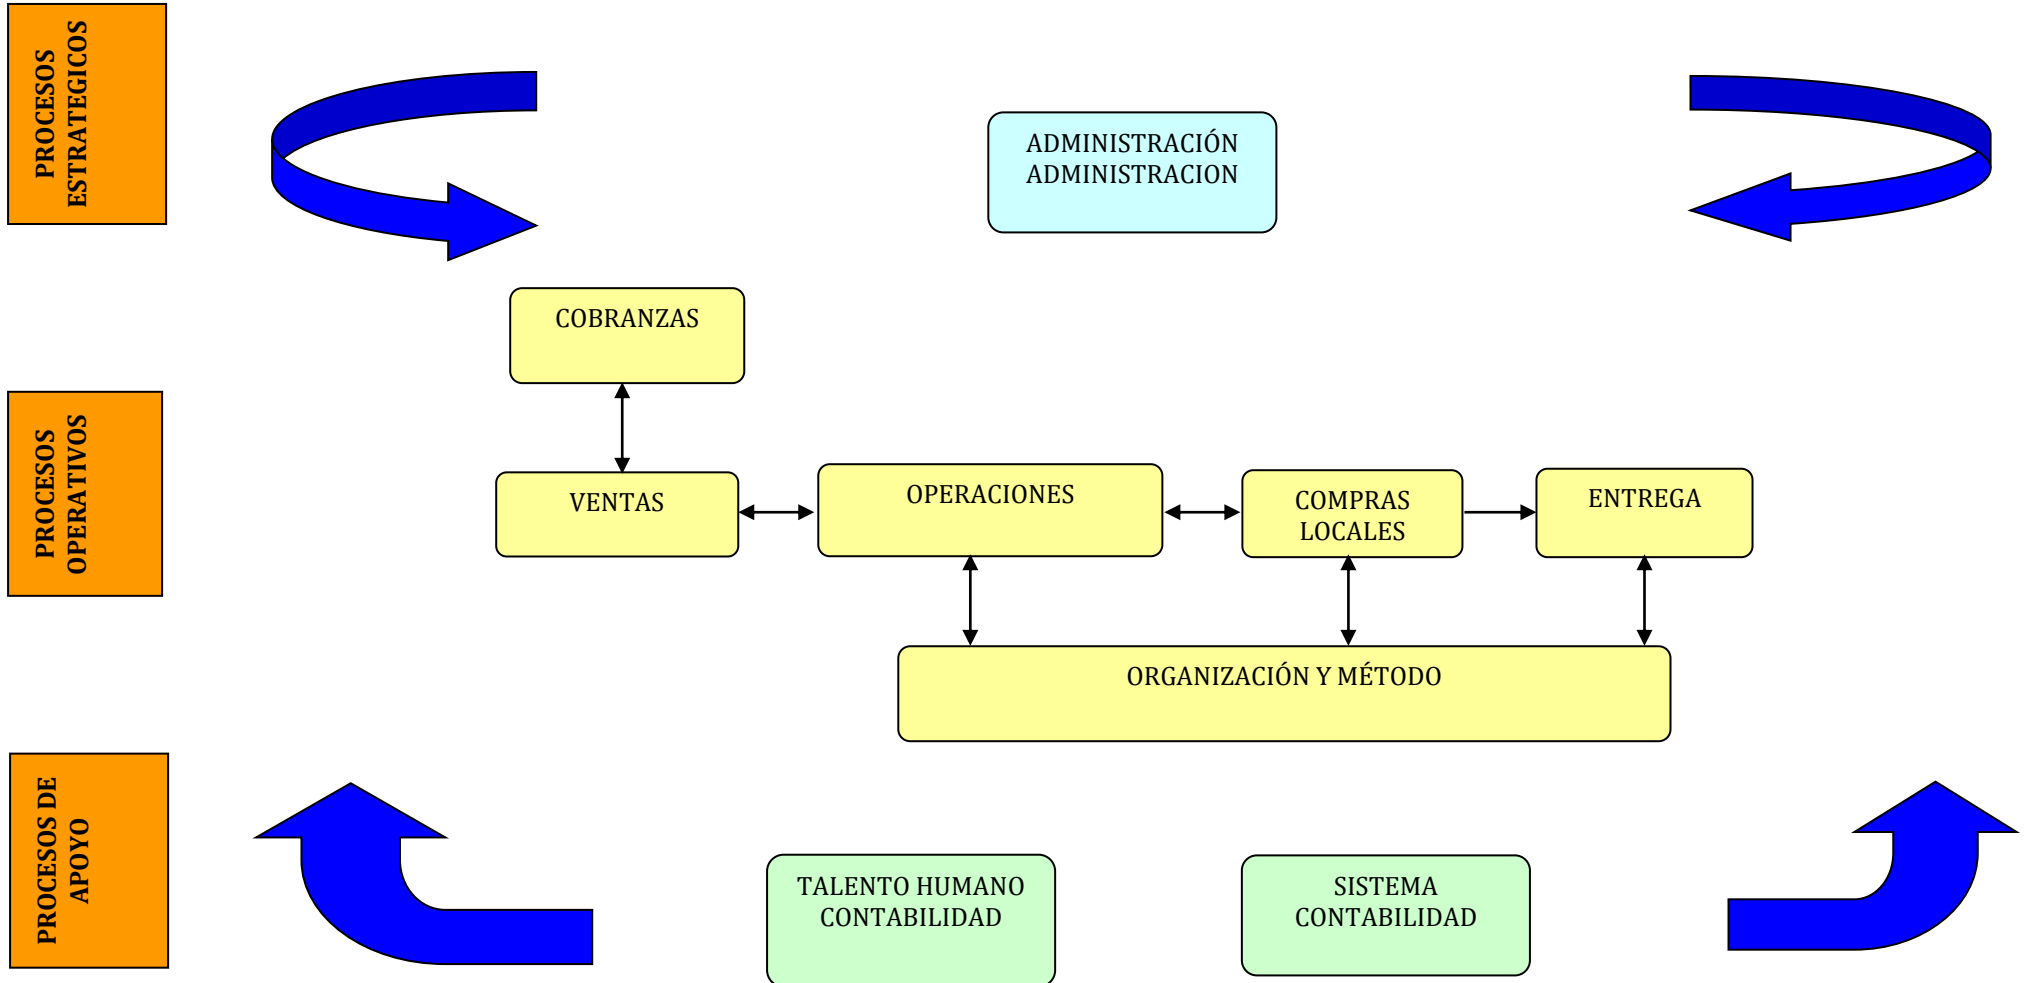 PROCESOS
ESTRATEGICOS
ADMINISTRACIÓN
ADMINISTRACION
COBRANZAS
PROCESOS
OPERATIVOS
VENTAS
OPERACIONES
COMPRAS
LOCALES
ENTREGA
ORGANIZACIÓN Y MÉTODO
PROCESOS DE
APOYO
TALENTO HUMANO
CONTABILIDAD
SISTEMA
CONTABILIDAD